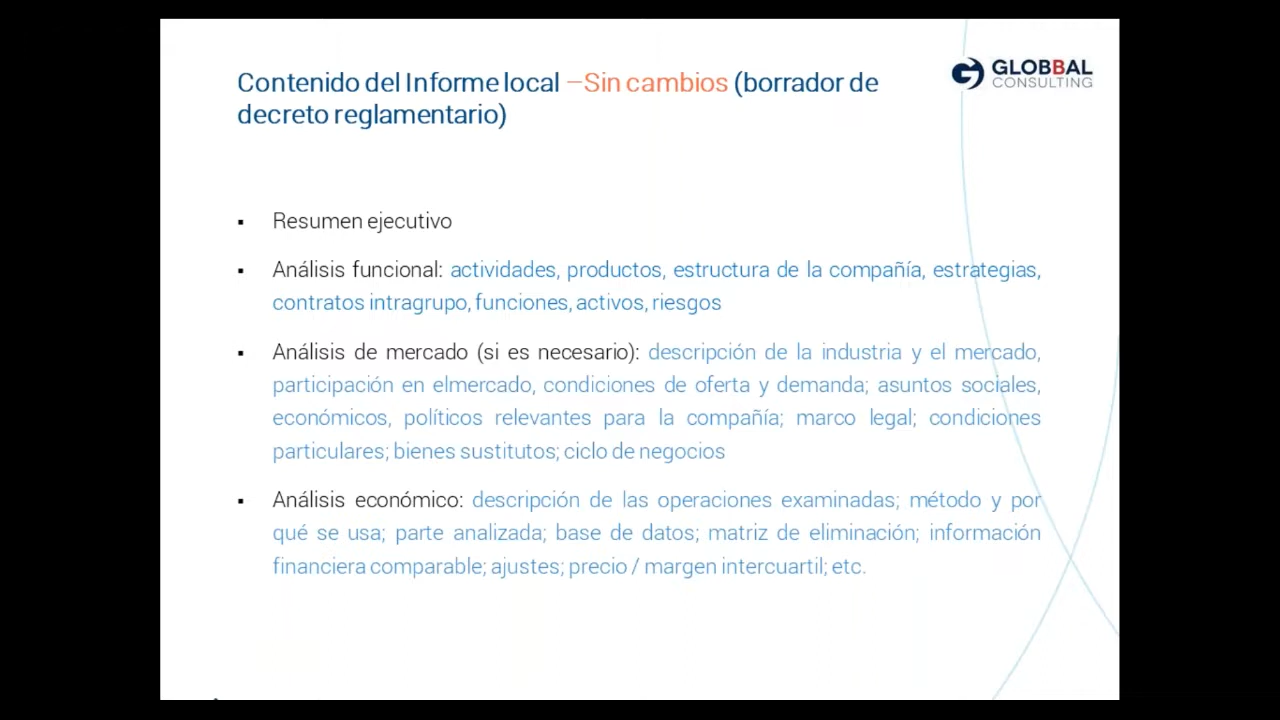 Contenido del Informe local –Sin cambios (borrador de
decreto reglamentario)
GLOBBAL
CONSULTING
▪ Resumen ejecutivo
▪ Análisis funcional: actividades, productos, estructura de la compañía, estrategias,
contratos intragrupo, funciones, activos, riesgos
▪ Análisis de mercado (si es necesario): descripción de la industria y el mercado,
participación en elmercado, condiciones de oferta y demanda; asuntos sociales,
económicos, políticos relevantes para la compañía; marco legal; condiciones
particulares; bienes sustitutos; ciclo de negocios
▪ Análisis económico: descripción de las operaciones examinadas; método y por
qué se usa; parte analizada; base de datos; matriz de eliminación; información
financiera comparable; ajustes; precio / margen intercuartil; etc.